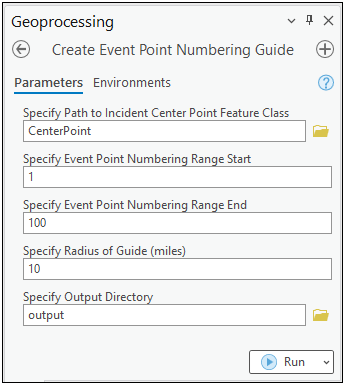 Geoprocessing
Create Event Point Numbering Guide
Parameters Environments
Specify Path to Incident Center Point Feature Class
CenterPoint
Specify Event Point Numbering Range Start
1
Specify Event Point Numbering Range End
100
Specify Radius of Guide (miles)
10
Specify Output Directory
output
Run